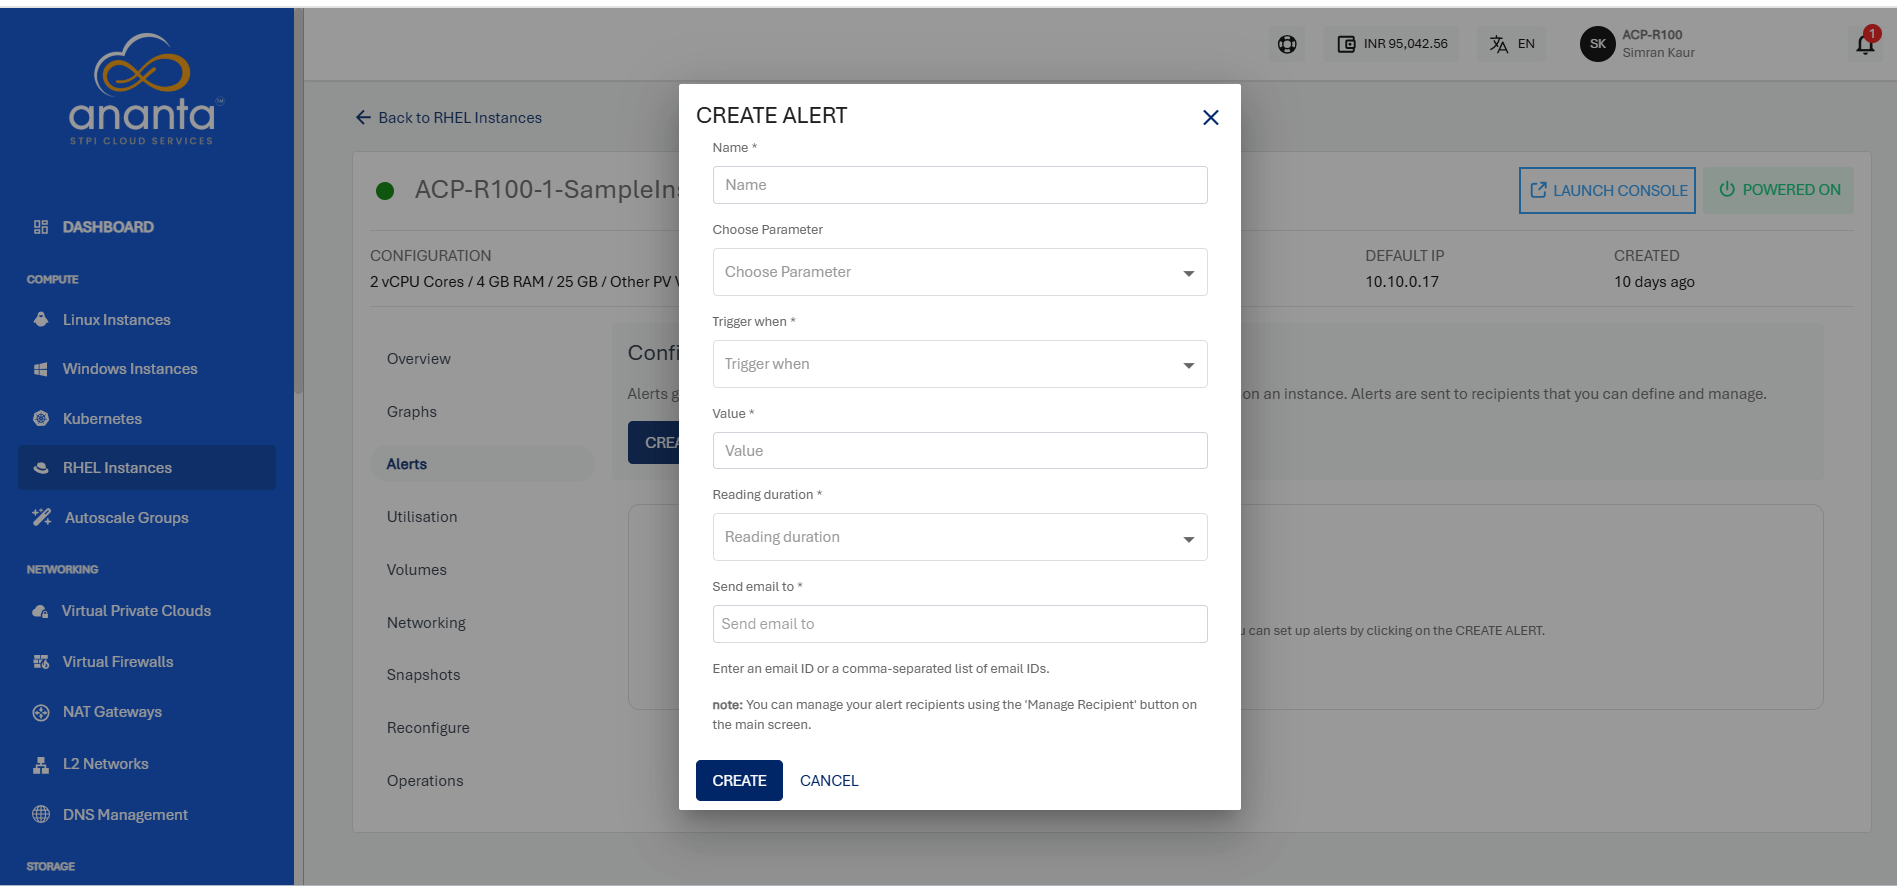 ananta
STPI CLOUD SERVICES
DASHBOARD
COMPUTE
Linux Instances
Windows Instances
Kubernetes
RHEL Instances
Autoscale Groups
NETWORKING
Virtual Private Clouds
Virtual Firewalls
NAT Gateways
L2 Networks
DNS Management
STORAGE
INR 95,042.56
EN
SK
ACP-R100
Simran Kaur
1
Back to RHEL Instances
ACP-R100-1-SampleIns
LAUNCH CONSOLE
POWERED ON
CONFIGURATION
2 vCPU Cores / 4 GB RAM / 25 GB / Other PV
DEFAULT IP
10.10.0.17
CREATED
10 days ago
Overview
Graphs
Alerts
Utilisation
Volumes
Networking
Snapshots
Reconfigure
Operations
Confi
Alerts g
on an instance. Alerts are sent to recipients that you can define and manage.
CREA
u can set up alerts by clicking on the CREATE ALERT.
CREATE ALERT
Name *
Name
Choose Parameter
Choose Parameter
Trigger when *
Trigger when
Value *
Value
Reading duration *
Reading duration
Send email to *
Send email to
Enter an email ID or a comma-separated list of email IDs.
note: You can manage your alert recipients using the 'Manage Recipient' button on
the main screen.
CREATE
CANCEL